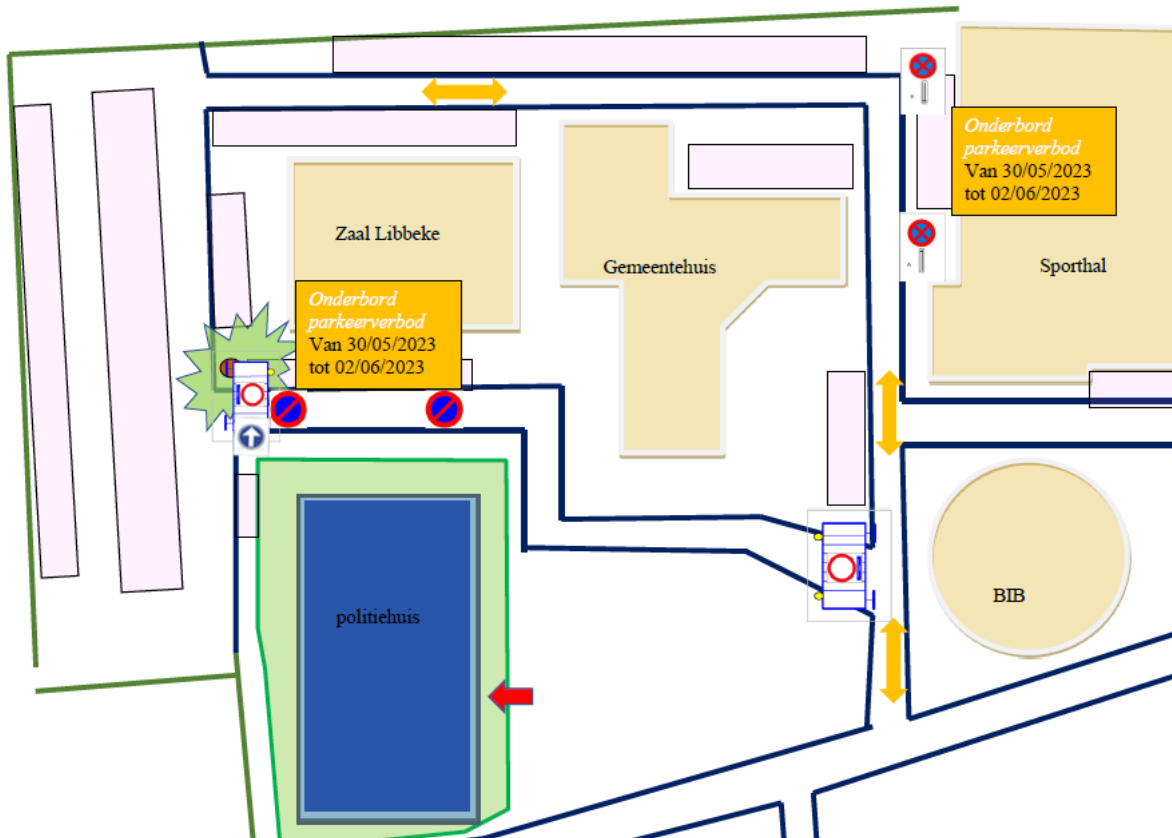 Onderbord
parkeerverbod
Van 30/05/2023
tot 02/06/2023
Zaal Libbeke
Gemeentehuis
Sporthal
Onderbord
parkeerverbod
Van 30/05/2023
tot 02/06/2023
BIB
politiehuis